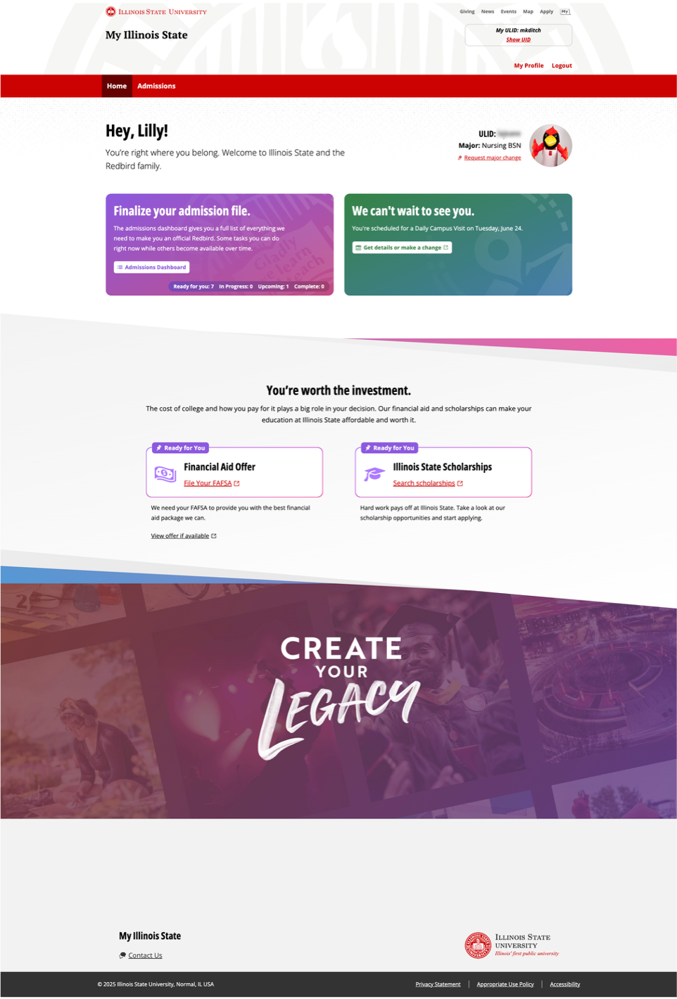 ILLINOIS STATE UNIVERSITY
Giving News Events Map Apply My
My Illinois State
My ULID: mkditch
Show UID
My Profile Logout
Home Admissions
Hey, Lilly!
You're right where you belong. Welcome to Illinois State and the
Redbird family.
ULID:
Major: Nursing BSN
Request major change
Finalize your admission file.
The admissions dashboard gives you a full list of everything we
need to make you an official Redbird. Some tasks you can do
right now while others become available over time.
Admissions Dashboard
Ready for you: 7 In Progress: 0 Upcoming: 1 Complete: 0
We can't wait to see you.
You're scheduled for a Daily Campus Visit on Tuesday, June 24.
Get details or make a change
You're worth the investment.
The cost of college and how you pay for it plays a big role in your decision. Our financial aid and scholarships can make your
education at Illinois State affordable and worth it.
Ready for You
Financial Aid Offer
File Your FAFSA
We need your FAFSA to provide you with the best financial
aid package we can.
View offer if available
Ready for You
Illinois State Scholarships
Search scholarships
Hard work pays off at Illinois State. Take a look at our
scholarship opportunities and start applying.
CREATE
YOUR
LEGACY
My Illinois State
Contact Us
ILLINOIS STATE
UNIVERSITY
Illinois' first public university
© 2025 Illinois State University, Normal, IL USA
Privacy Statement | Appropriate Use Policy | Accessibility